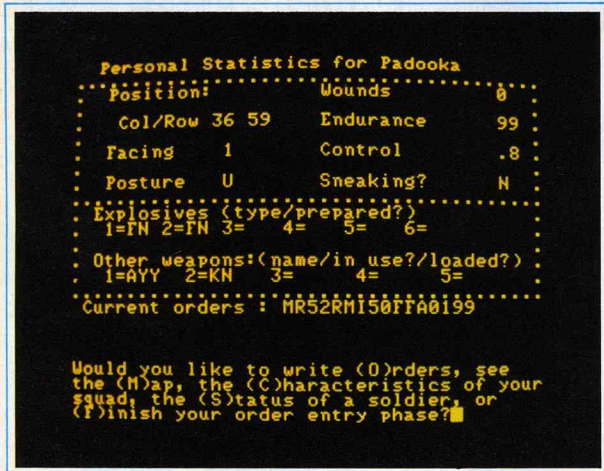 Personal Statistics for Padooka
Position: Wounds 0
Col/Row 36 59 Endurance 99
Facing 1 Control .8
Posture U Sneaking? N
Explosives (type/prepared?)
1=FN 2=FN 3= 4= 5= 6=
Other weapons:(name/in use?/loaded?)
1=AYY 2=KN 3= 4= 5=
Current orders : MR52RMI50FFA0199
Would you like to write (O)rders, see
the (M)ap, the (C)haracteristics of your
squad, the (S)tatus of a soldier, or
(F)inish your order entry phase?